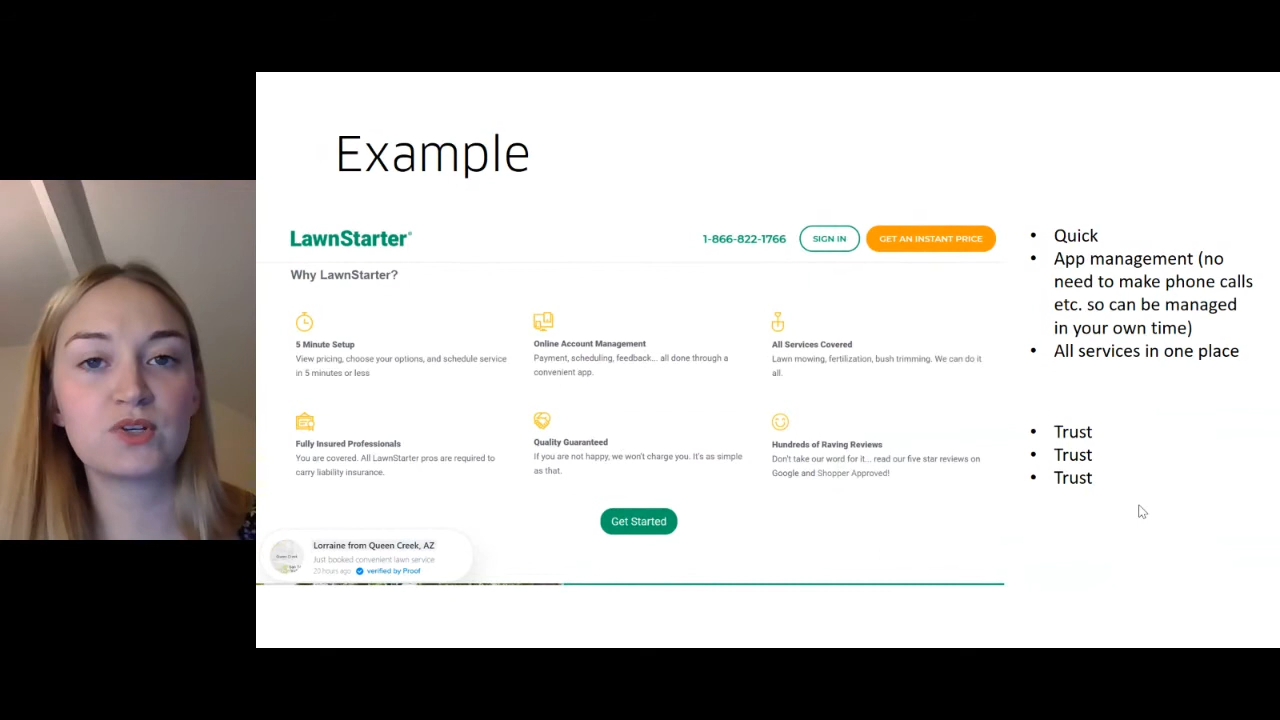 Example
LawnStarter®
1-866-822-1766
SIGN IN
GET AN INSTANT PRICE
Why LawnStarter?
5 Minute Setup
View pricing, choose your options, and schedule service
in 5 minutes or less
Online Account Management
Payment, scheduling, feedback... all done through a
convenient app.
All Services Covered
Lawn mowing, fertilization, bush trimming. We can do it
all.
Fully Insured Professionals
You are covered. All LawnStarter pros are required to
carry liability insurance.
Quality Guaranteed
If you are not happy, we won't charge you. It's as simple
as that.
Hundreds of Raving Reviews
Don't take our word for it... read our five star reviews on
Google and Shopper Approved!
Get Started
Lorraine from Queen Creek, AZ
Just booked convenient lawn service
20 hours ago verified by Proof
• Quick
• App management (no
need to make phone calls
etc. so can be managed
in your own time)
• All services in one place
• Trust
• Trust
• Trust